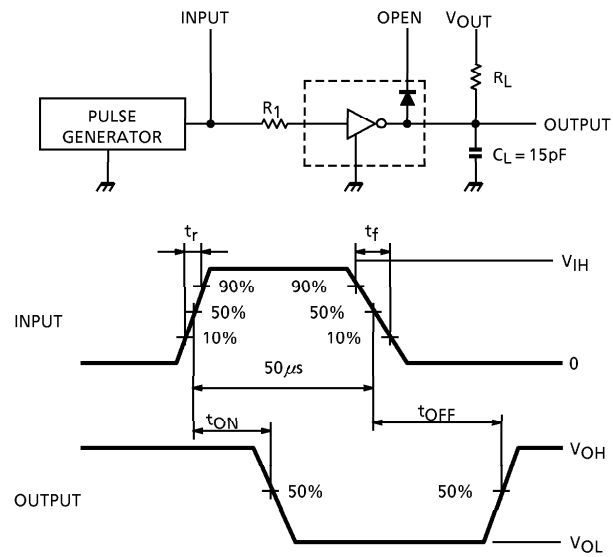 INPUT
OPEN
VOUT
PULSE
GENERATOR
R1
RL
OUTPUT
CL = 15pF
tr
tf
VIH
90%
90%
50%
50%
INPUT
10%
10%
50μs
0
tON
tOFF
VOH
50%
50%
OUTPUT
VOL